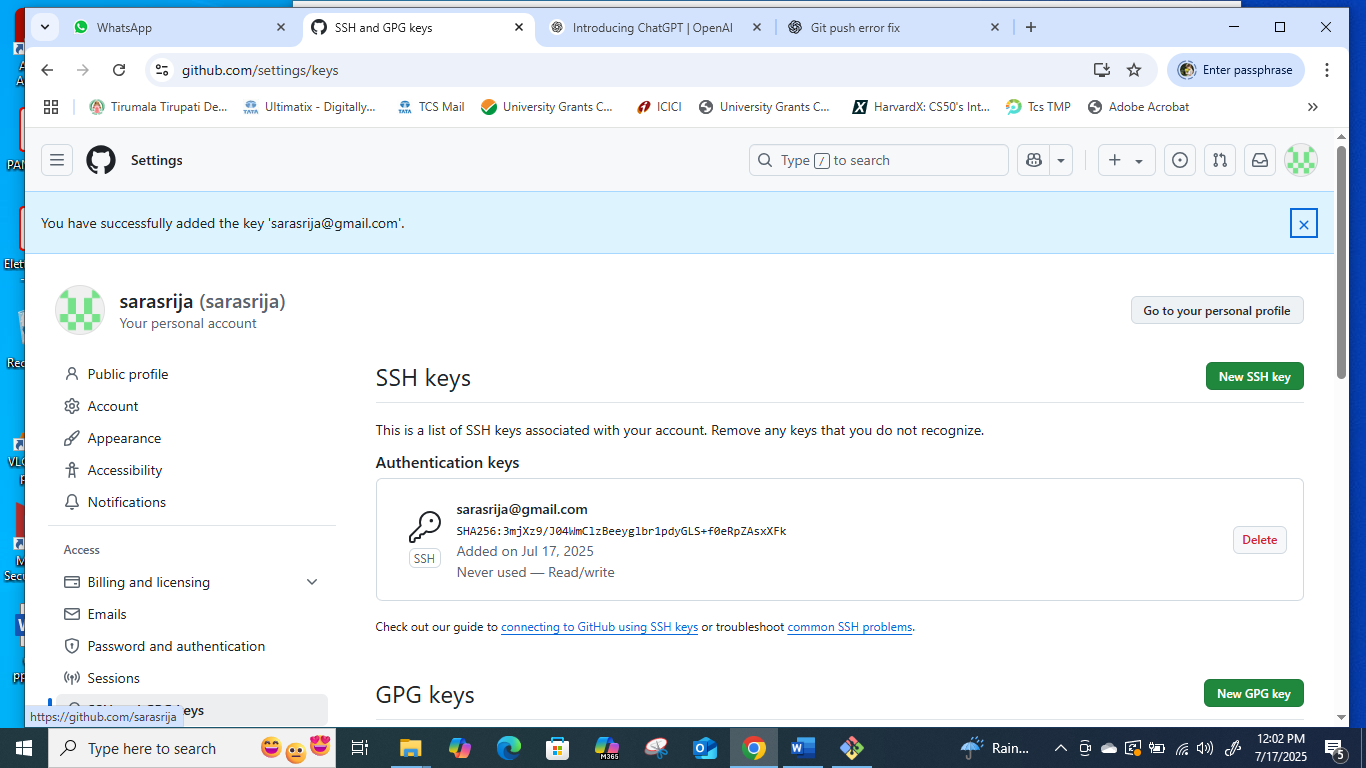 WhatsApp
SSH and GPG keys
Introducing ChatGPT | OpenAI
Git push error fix
github.com/settings/keys
Enter passphrase
Tirumala Tirupati De...
Ultimatix - Digitally...
TCS Mail
University Grants C...
ICICI
University Grants C...
HarvardX: CS50's Int...
Tcs TMP
Adobe Acrobat
Settings
Type / to search
You have successfully added the key 'sarasrija@gmail.com'.
sarasrija (sarasrija)
Your personal account
Go to your personal profile
Public profile
Account
Appearance
Accessibility
Notifications
Access
Billing and licensing
Emails
Password and authentication
Sessions
eys
https://github.com/sarasrija
SSH keys
New SSH key
This is a list of SSH keys associated with your account. Remove any keys that you do not recognize.
Authentication keys
SSH
sarasrija@gmail.com
SHA256:3mjXz9/J04WmClzBeeyglbr1pdyGLS+f0eRpZAsxXFk
Added on Jul 17, 2025
Never used — Read/write
Delete
Check out our guide to connecting to GitHub using SSH keys or troubleshoot common SSH problems.
GPG keys
New GPG key
Type here to search
M365
Rain...
12:02 PM
7/17/2025
5